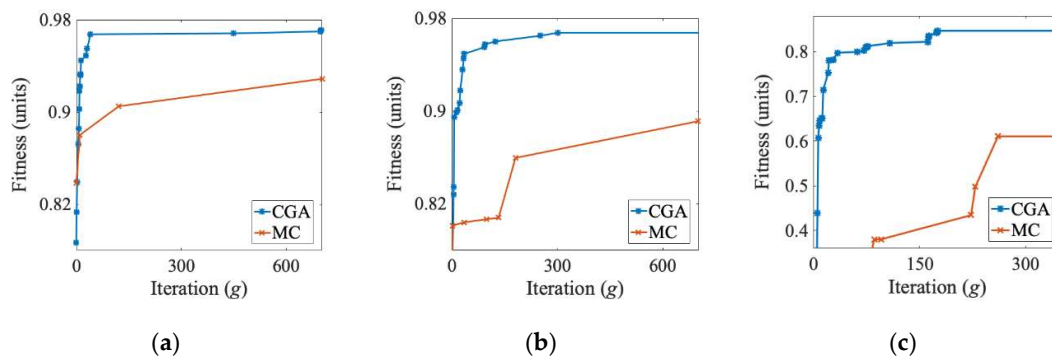 0.98
0.9
0.82
Fitness (units)
CGA
MC
0
300
600
Iteration (g)
(a)
0.98
0.9
0.82
Fitness (units)
CGA
MC
0
300
600
Iteration (g)
(b)
0.8
0.7
0.6
0.5
0.4
Fitness (units)
CGA
MC
0
150
300
Iteration (g)
(c)